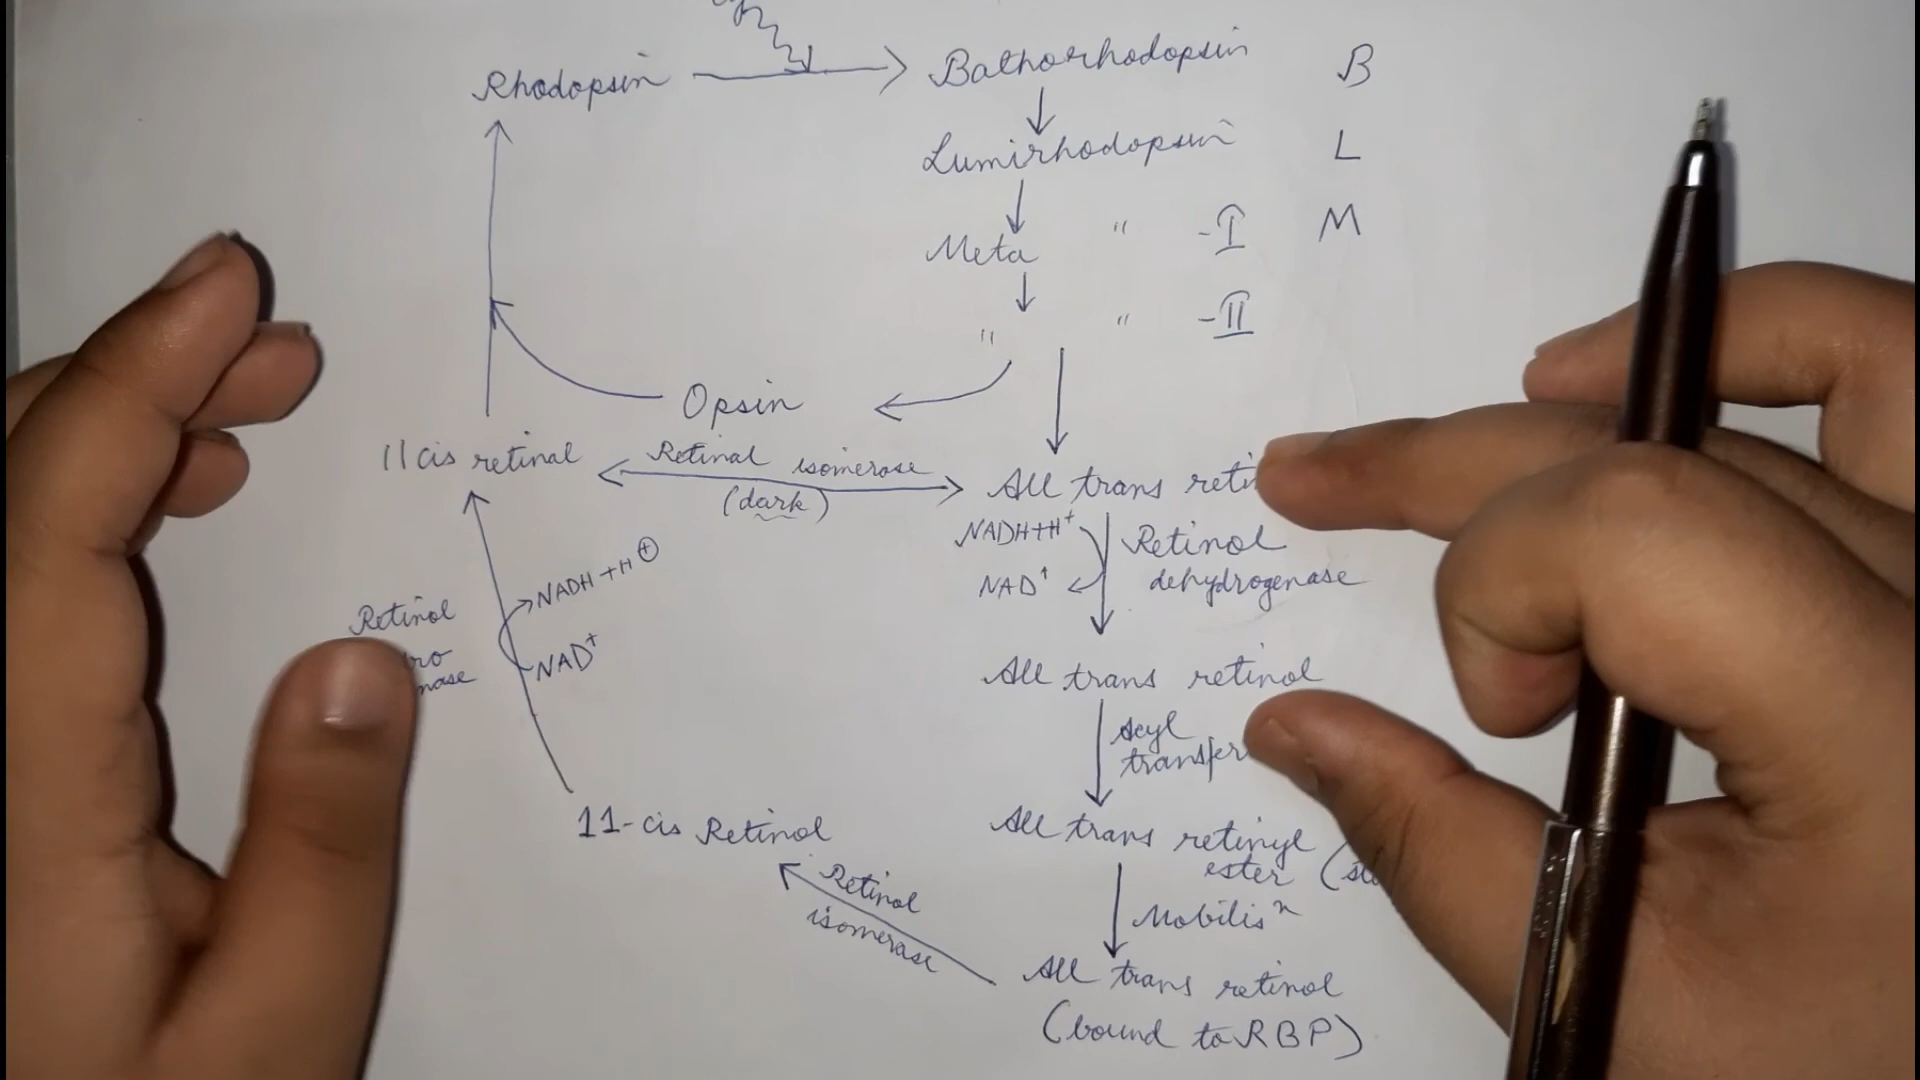 Rhodopsin
Bathorhodopsin B
Lumirhodopsin L
Meta " - I M
" " - II
Opsin
11 cis retinal
Retinal isomerase
(dark)
All trans
NADH+H+
NAD+
Retinol
dehydrogenase
NADH + H +
NAD+
Retinol
All trans retinol
Acyl
11-cis Retinol
All trans retinyl
ester
Retinol
isomerase
Mobilisn
All trans retinol
(bound to RBP)